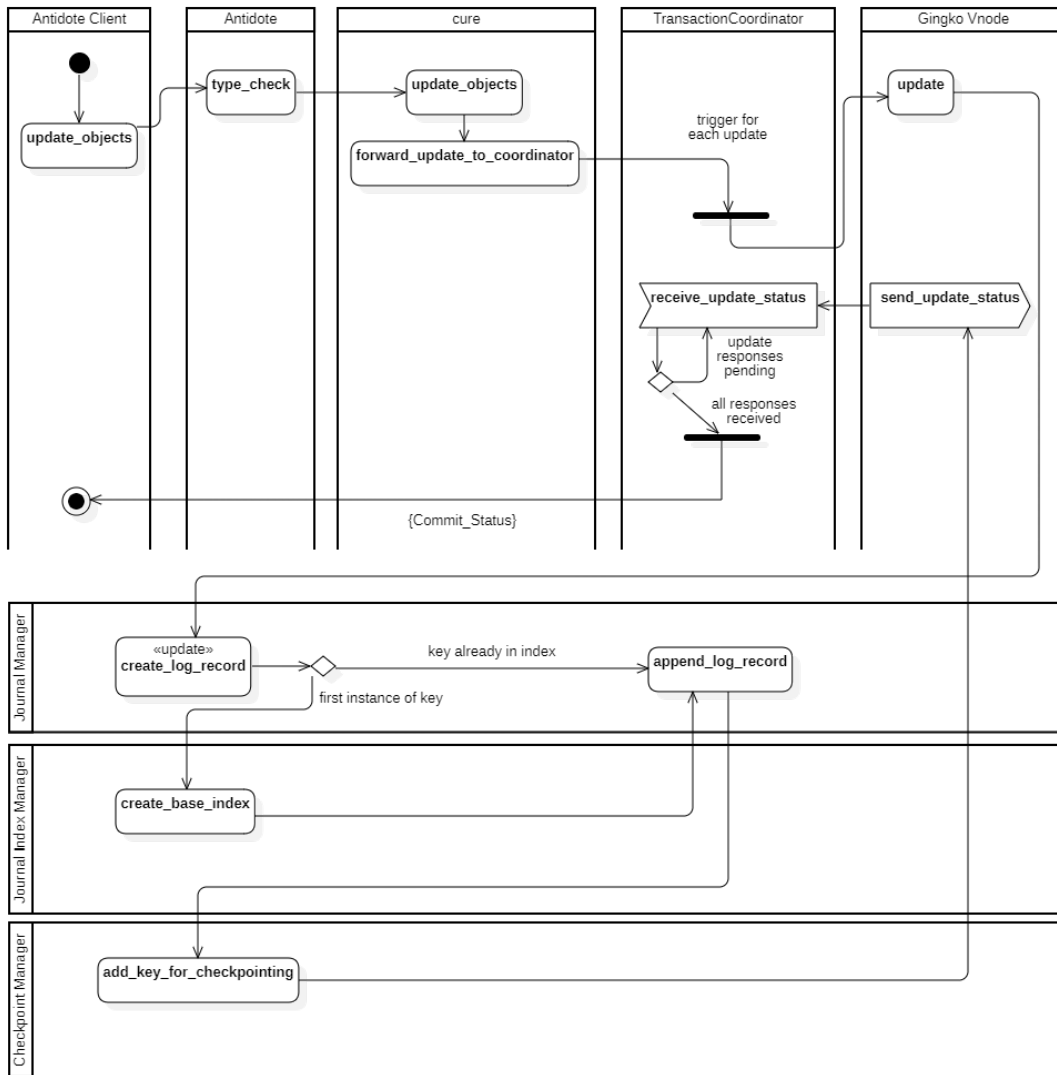 Antidote Client
Antidote
cure
TransactionCoordinator
Gingko Vnode
update_objects
type_check
update_objects
forward_update_to_coordinator
trigger for
each update
update
receive_update_status
send_update_status
update
responses
pending
all responses
received
{Commit_Status}
Journal Manager
«update»
create_log_record
key already in index
first instance of key
append_log_record
Journal Index Manager
create_base_index
Checkpoint Manager
add_key_for_checkpointing